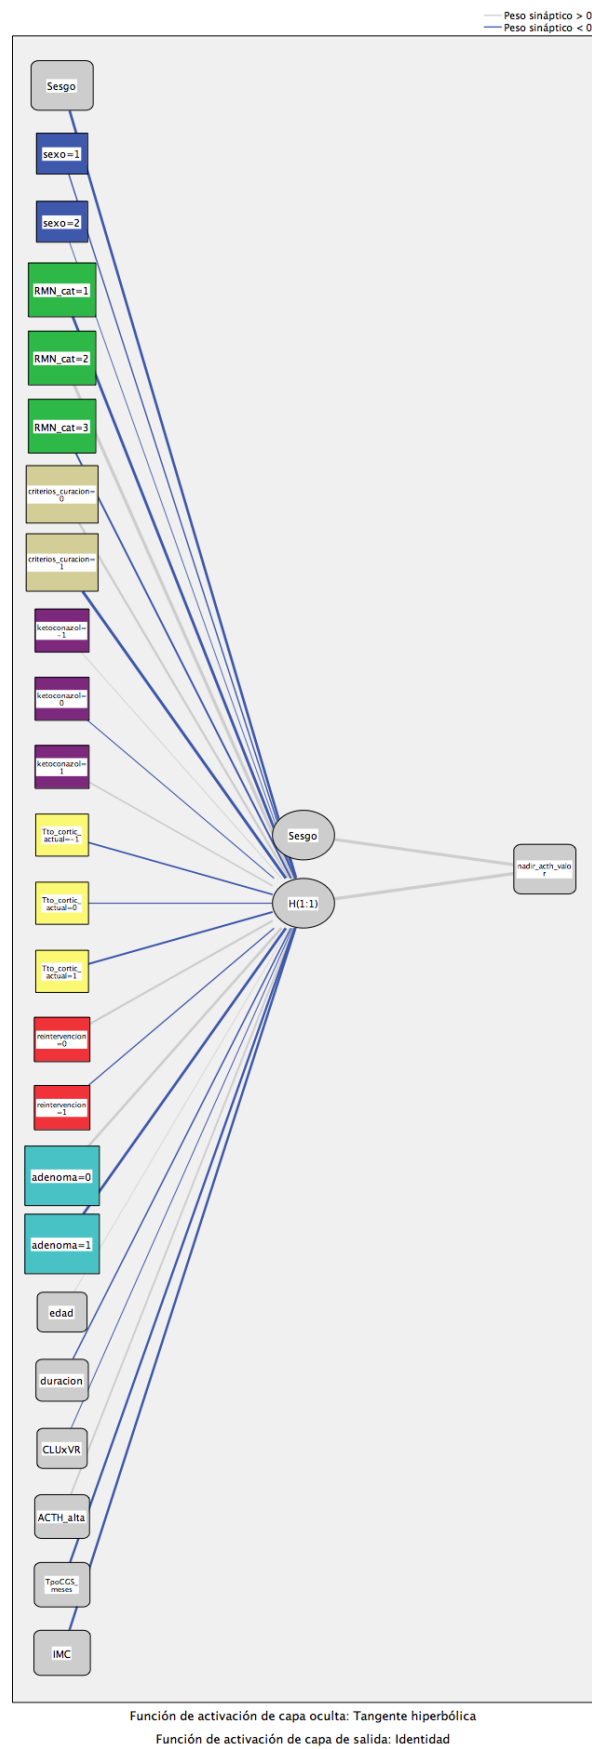 Peso sináptico > 0
Peso sináptico < 0
Sesgo
sexo=1
sexo=2
RMN_cat=1
RMN_cat=2
RMN_cat=3
criterios_curacion=
0
criterios_curacion=
1
ketoconazol=
-1
ketoconazol=
0
ketoconazol=
1
Tto_cortic_
actual=-1
Sesgo
nadir_acth_valo
r
Tto_cortic_
actual=0
H(1:1)
Tto_cortic_
actual=1
reintervencion
=0
reintervencion
=1
adenoma=0
adenoma=1
edad
duracion
CLUxVR
ACTH_alta
TpoCGS_
meses
IMC
Función de activación de capa oculta: Tangente hiperbólica
Función de activación de capa de salida: Identidad